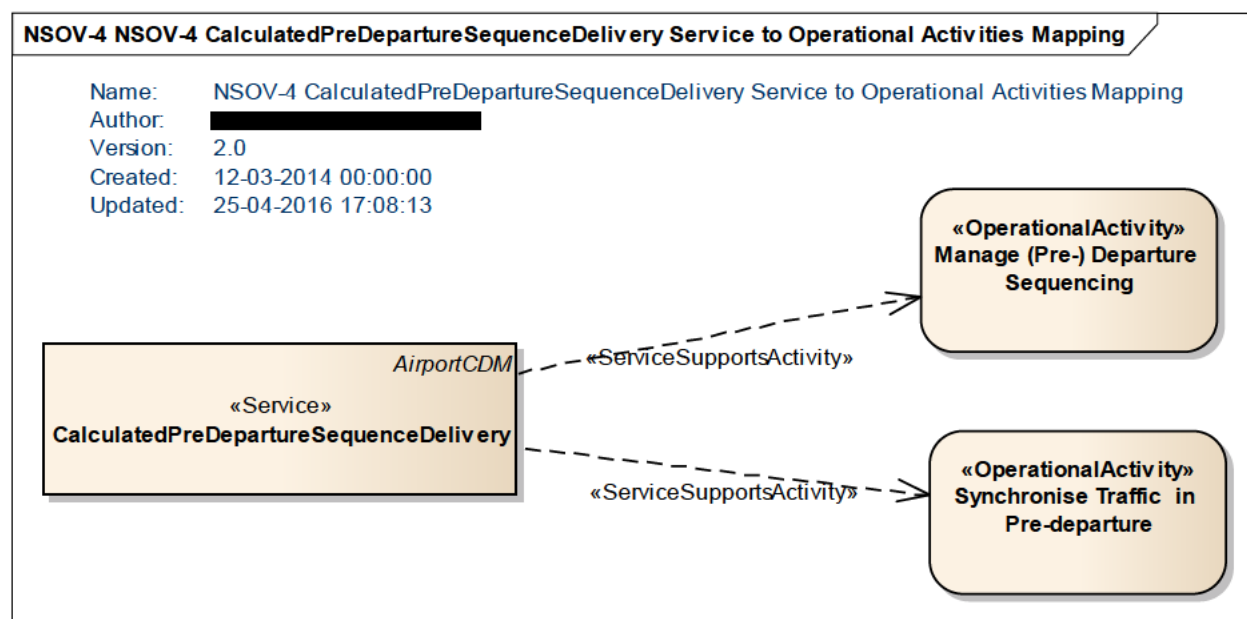 NSOV-4 NSOV-4 CalculatedPreDepartureSequenceDelivery Service to Operational Activities Mapping
Name: NSOV-4 CalculatedPreDepartureSequenceDelivery Service to Operational Activities Mapping
Author:
Version: 2.0
Created: 12-03-2014 00:00:00
Updated: 25-04-2016 17:08:13
«OperationalActivity»
Manage (Pre-) Departure
Sequencing
«ServiceSupportsActivity»
AirportCDM
«Service»
CalculatedPreDepartureSequenceDelivery
«ServiceSupportsActivity»
«OperationalActivity»
Synchronise Traffic in
Pre-departure